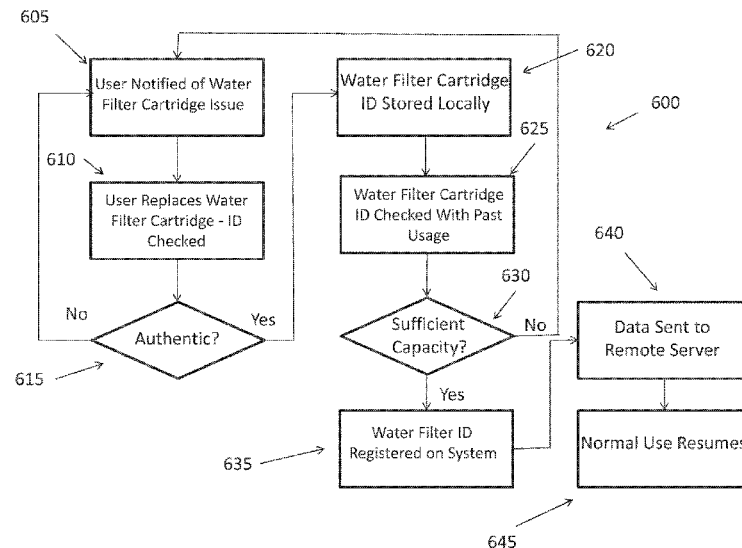 605
User Notified of Water
Filter Cartridge Issue
610
User Replaces Water
Filter Cartridge - ID
Checked
No
Authentic?
Yes
615
620
Water Filter Cartridge
ID Stored Locally
600
625
Water Filter Cartridge
ID Checked With Past
Usage
630
Sufficient
Capacity?
No
Yes
635
Water Filter ID
Registered on System
640
Data Sent to
Remote Server
Normal Use Resumes
645